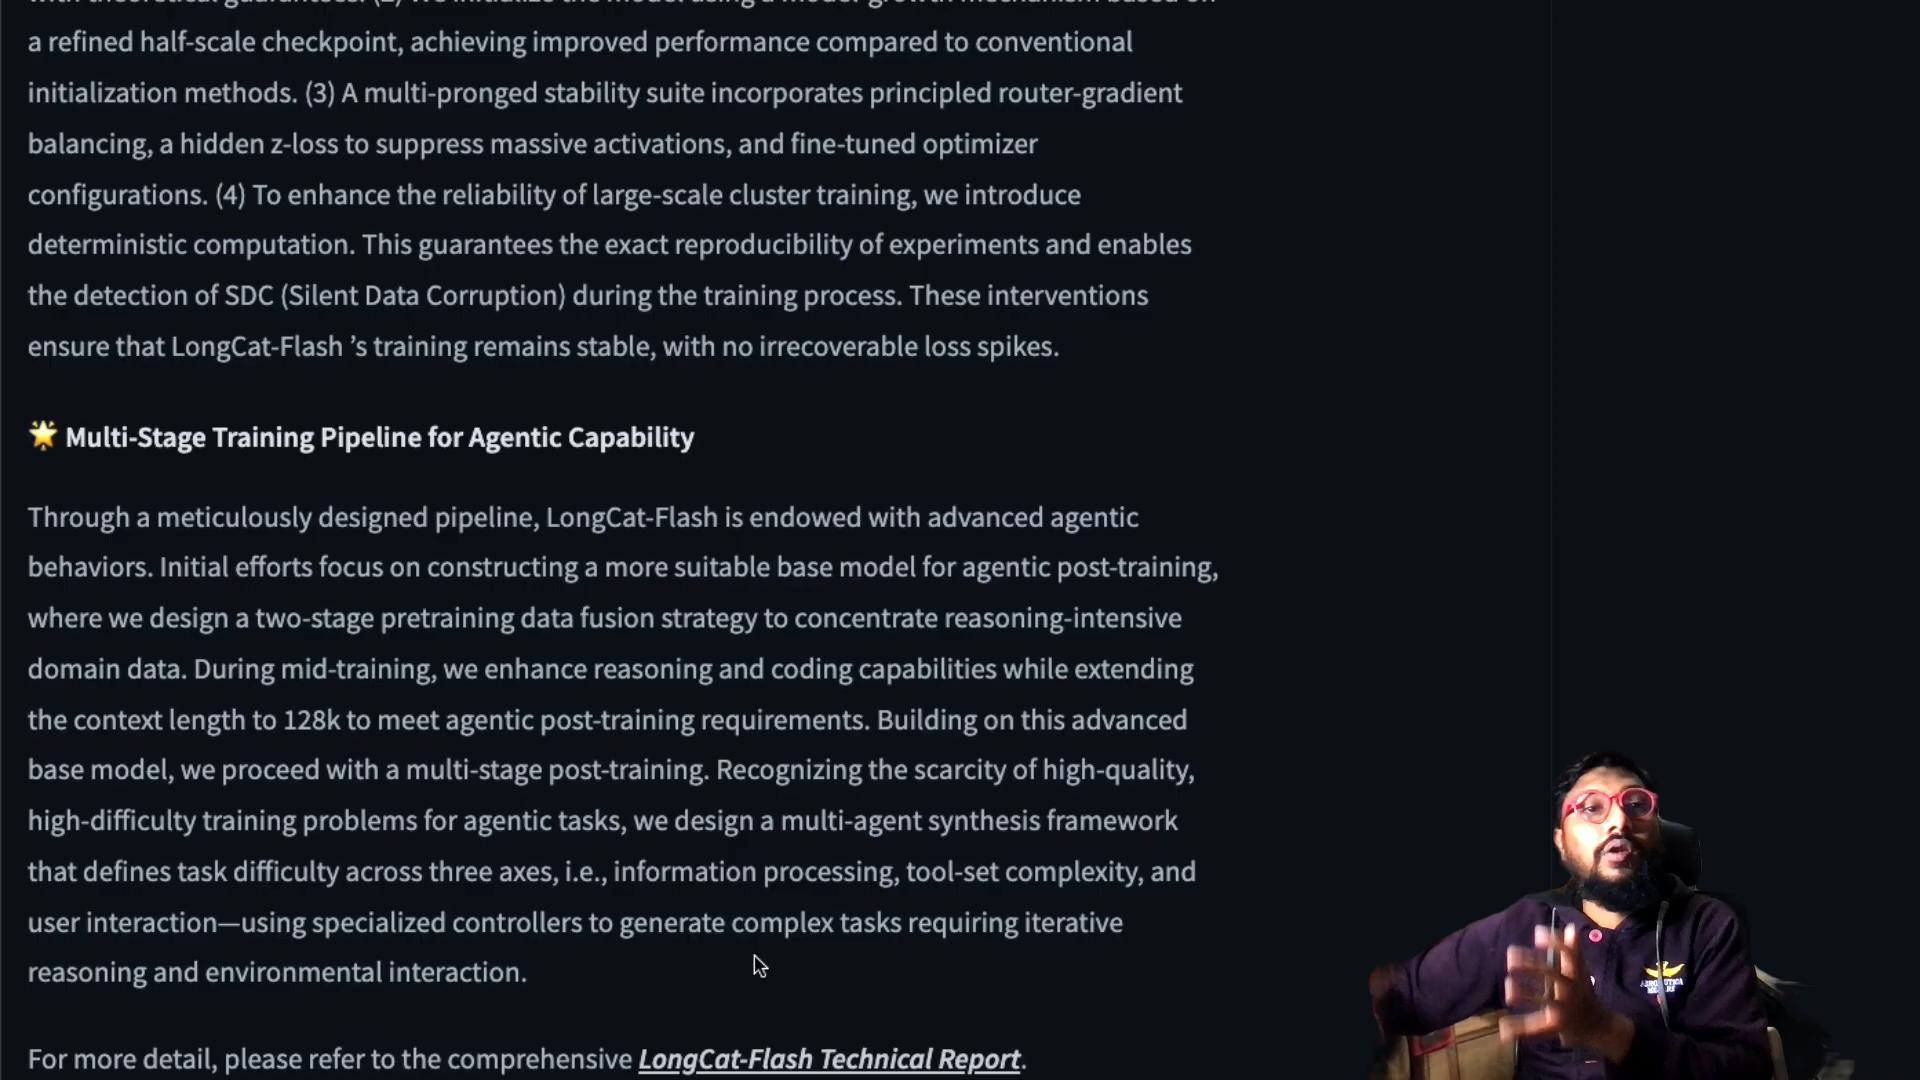 a refined half-scale checkpoint, achieving improved performance compared to conventional
initialization methods. (3) A multi-pronged stability suite incorporates principled router-gradient
balancing, a hidden z-loss to suppress massive activations, and fine-tuned optimizer
configurations. (4) To enhance the reliability of large-scale cluster training, we introduce
deterministic computation. This guarantees the exact reproducibility of experiments and enables
the detection of SDC (Silent Data Corruption) during the training process. These interventions
ensure that LongCat-Flash ’s training remains stable, with no irrecoverable loss spikes.
🌟 Multi-Stage Training Pipeline for Agentic Capability
Through a meticulously designed pipeline, LongCat-Flash is endowed with advanced agentic
behaviors. Initial efforts focus on constructing a more suitable base model for agentic post-training,
where we design a two-stage pretraining data fusion strategy to concentrate reasoning-intensive
domain data. During mid-training, we enhance reasoning and coding capabilities while extending
the context length to 128k to meet agentic post-training requirements. Building on this advanced
base model, we proceed with a multi-stage post-training. Recognizing the scarcity of high-quality,
high-difficulty training problems for agentic tasks, we design a multi-agent synthesis framework
that defines task difficulty across three axes, i.e., information processing, tool-set complexity, and
user interaction—using specialized controllers to generate complex tasks requiring iterative
reasoning and environmental interaction.
For more detail, please refer to the comprehensive LongCat-Flash Technical Report.